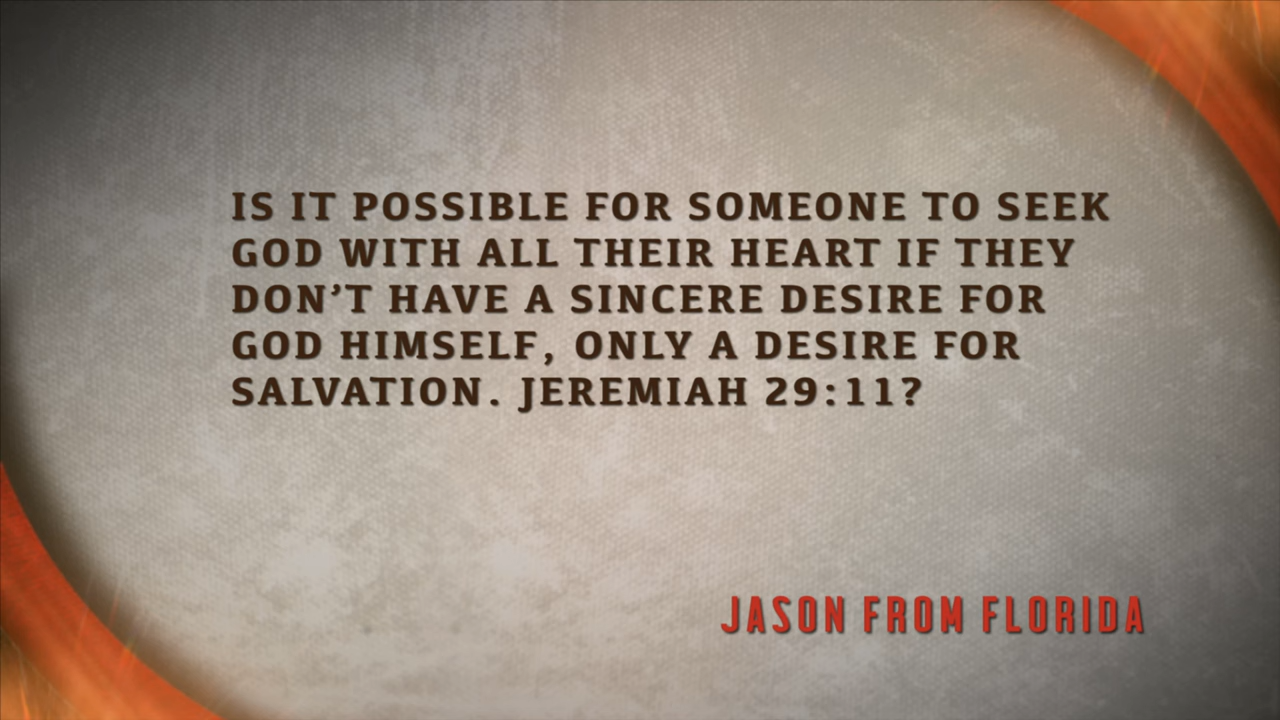 IS IT POSSIBLE FOR SOMEONE TO SEEK
GOD WITH ALL THEIR HEART IF THEY
DON’T HAVE A SINCERE DESIRE FOR
GOD HIMSELF, ONLY A DESIRE FOR
SALVATION. JEREMIAH 29:11?
JASON FROM FLORIDA